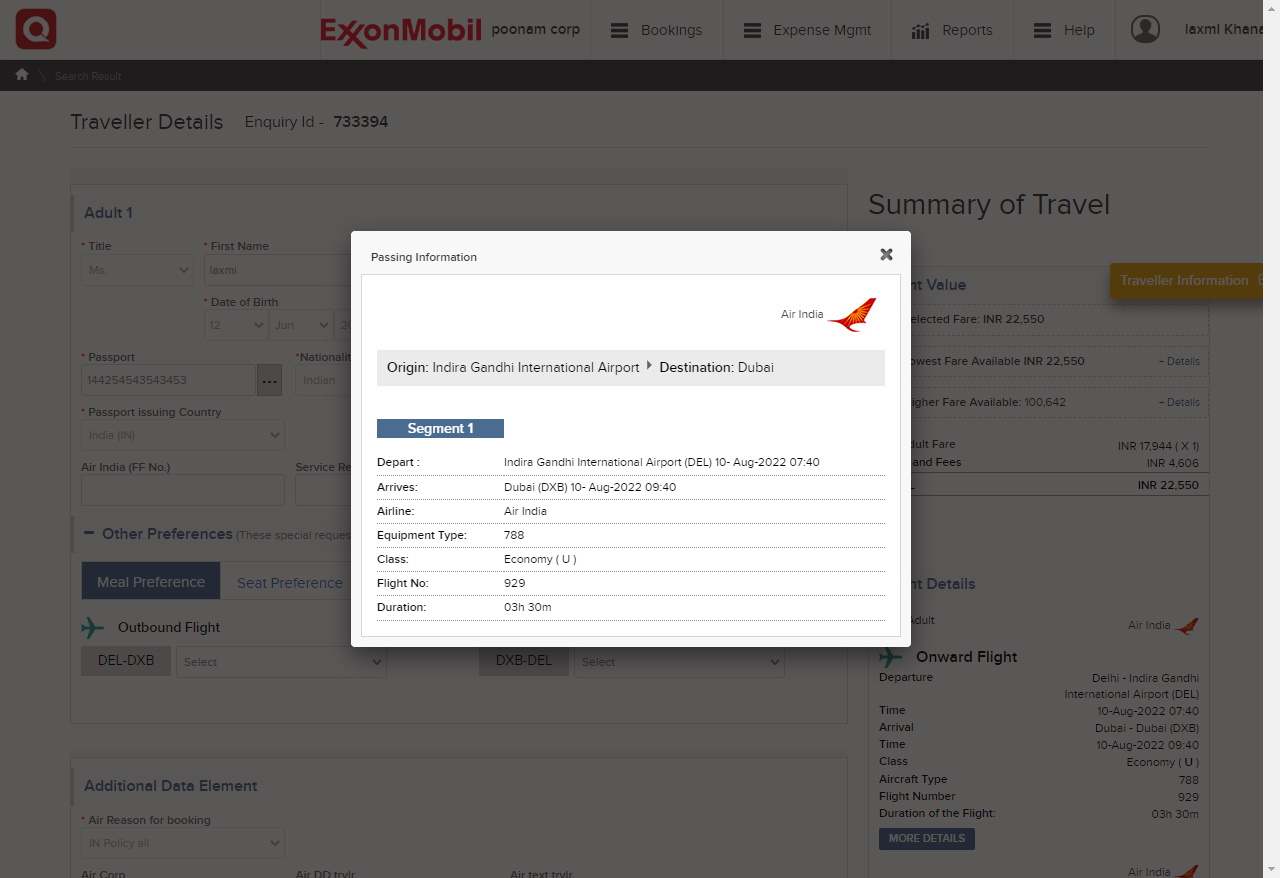 ExxonMobil poonam corp Bookings Expense Mgmt Reports Help laxml Khana
Search Result
Traveller Details Enquiry Id - 733394
Adult 1
* Title * First Name
Ms. laxmi
* Date of Birth
12 Jun
* Passport *Nationalit
144254543543453 ... Indian
* Passport issuing Country
India (IN)
Air India (FF No.) Service Re
Other Preferences (These special reques
Meal Preference Seat Preference
Outbound Flight
DEL-DXB Select DXB-DEL Select
Additional Data Element
* Air Reason for booking
IN Policy all
Air Corp Air DD trvlr Air text trvlr
Passing Information
Air India
Origin: Indira Gandhi International Airport Destination: Dubai
Segment 1
Depart : Indira Gandhi International Airport (DEL) 10- Aug-2022 07:40
Arrives: Dubai (DXB) 10- Aug-2022 09:40
Airline: Air India
Equipment Type: 788
Class: Economy ( U )
Flight No: 929
Duration: 03h 30m
Summary of Travel
nt Value
Traveller Information
elected Fare: INR 22,550
owest Fare Available INR 22,550 – Details
igher Fare Available: 100,642 – Details
dult Fare INR 17,944 ( X 1)
and Fees INR 4,606
INR 22,550
nt Details
Adult Air India
Onward Flight
Departure Delhi - Indira Gandhi
International Airport (DEL)
Time 10-Aug-2022 07:40
Arrival Dubai - Dubai (DXB)
Time 10-Aug-2022 09:40
Class Economy ( U )
Aircraft Type 788
Flight Number 929
Duration of the Flight: 03h 30m
MORE DETAILS
Air India